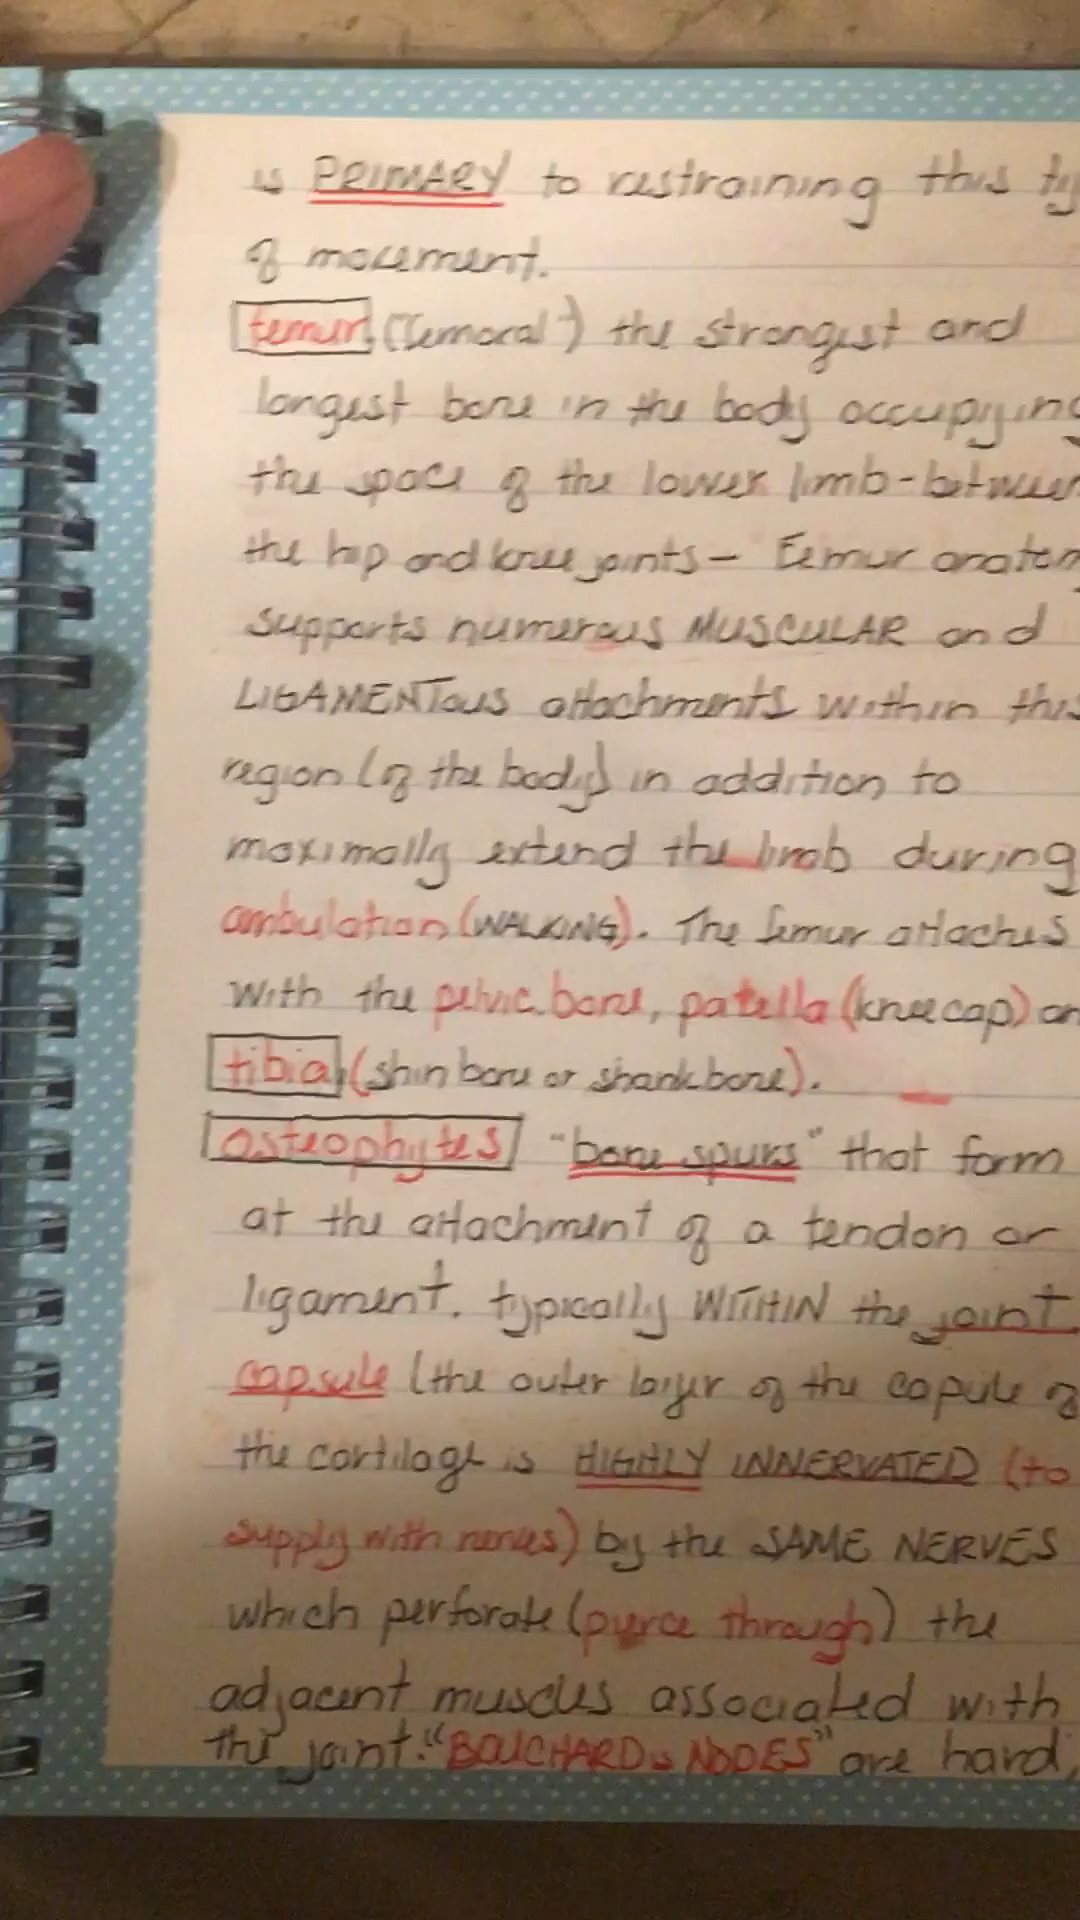 is PRIMARY to restraining this
of movement.
femur (femoral) the strongest and
longest bone in the body occupying
the space of the lower limb-between
the hip and knee joints- Femur
supports numerous MUSCULAR and
LIGAMENTous attachments within this
region (of the body) in addition to
maximally extend the limb during
ambulation (WALKING). The femur attaches
with the pelvic bone, patella (knee cap)
tibia (shin bone or shank bone).
osteophytes "bone spurs" that form
at the attachment of a tendon or
ligament. typically WITHIN the joint
capsule (the outer layer of the capule of
the cartilage is HIGHLY INNERVATED (to
supply with nerves) by the SAME NERVES
which perforate (pierce through) the
adjacent muscles associated with
the joint. "BOUCHARDs NODES" are hard,